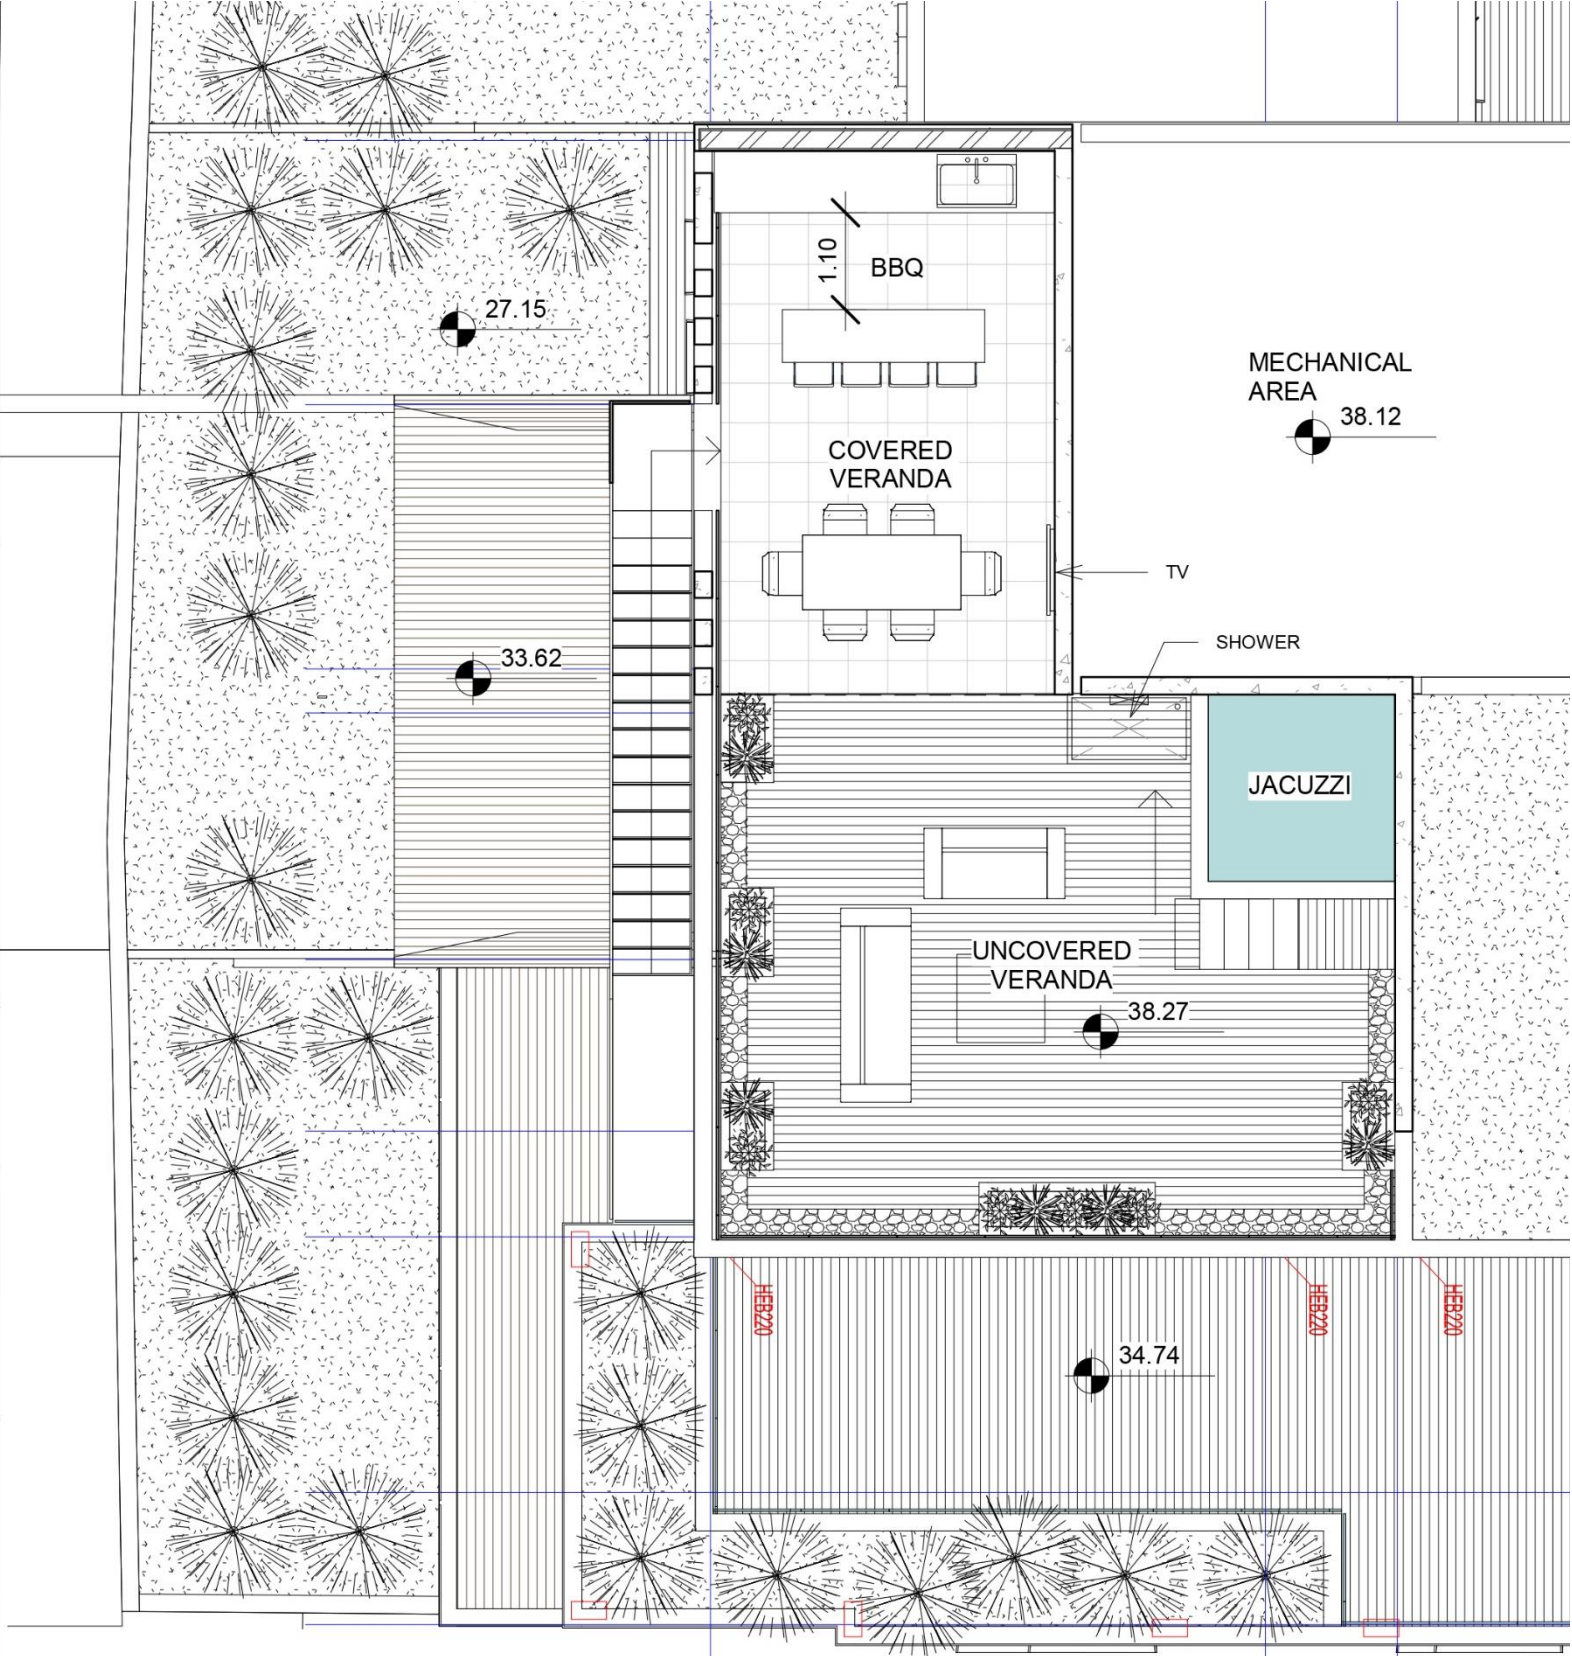 1.10
BBQ
27.15
MECHANICAL
AREA
38.12
COVERED
VERANDA
TV
SHOWER
33.62
JACUZZI
UNCOVERED
VERANDA
38.27
HEB220
HEB220
HEB220
34.74